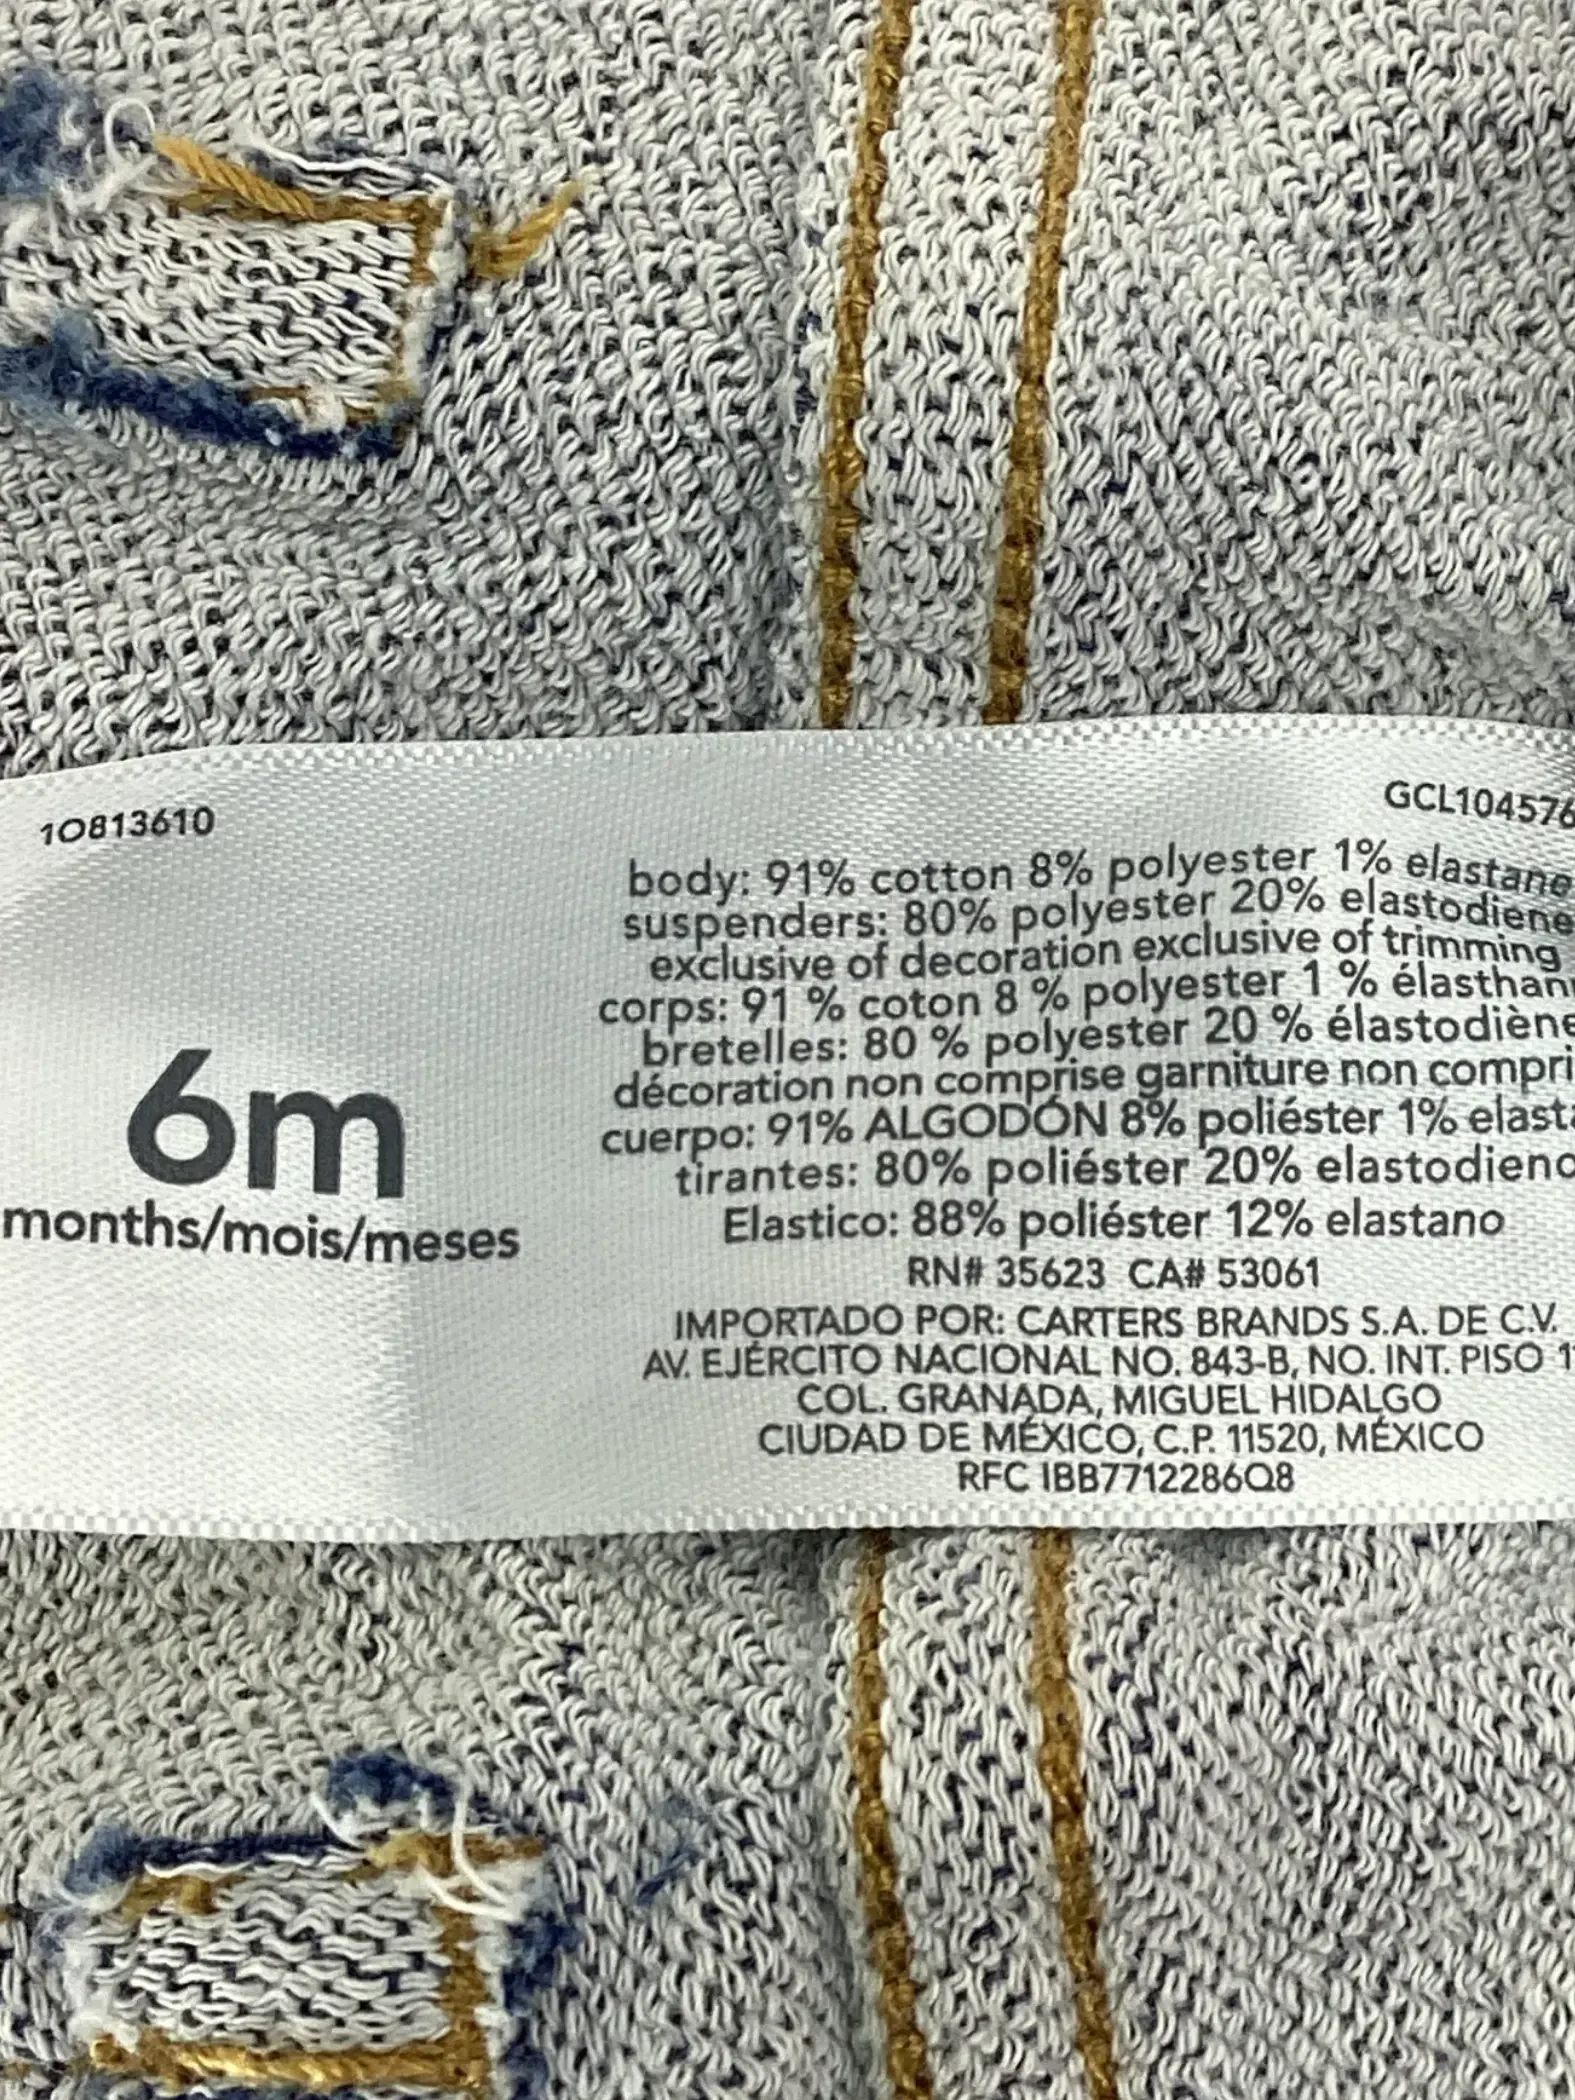 10813610
GCL104576
body: 91% cotton 8% polyester 1% elastane
suspenders: 80% polyester 20% elastodiene
exclusive of decoration exclusive of trimming
corps: 91 % coton 8 % polyester 1 %
bretelles: 80 % polyester 20 % élastodiène
décoration non comprise garniture non
cuerpo: 91% ALGODÓN 8% poliéster 1%
tirantes: 80% poliéster 20% elastodieno
Elastico: 88% poliéster 12% elastano
6m
months/mois/meses
RN# 35623 CA# 53061
IMPORTADO POR: CARTERS BRANDS S.A. DE C.V.
AV. EJÉRCITO NACIONAL NO. 843-B, NO. INT. PISO
COL. GRANADA, MIGUEL HIDALGO
CIUDAD DE MÉXICO, C.P. 11520, MÉXICO
RFC IBB7712286Q8